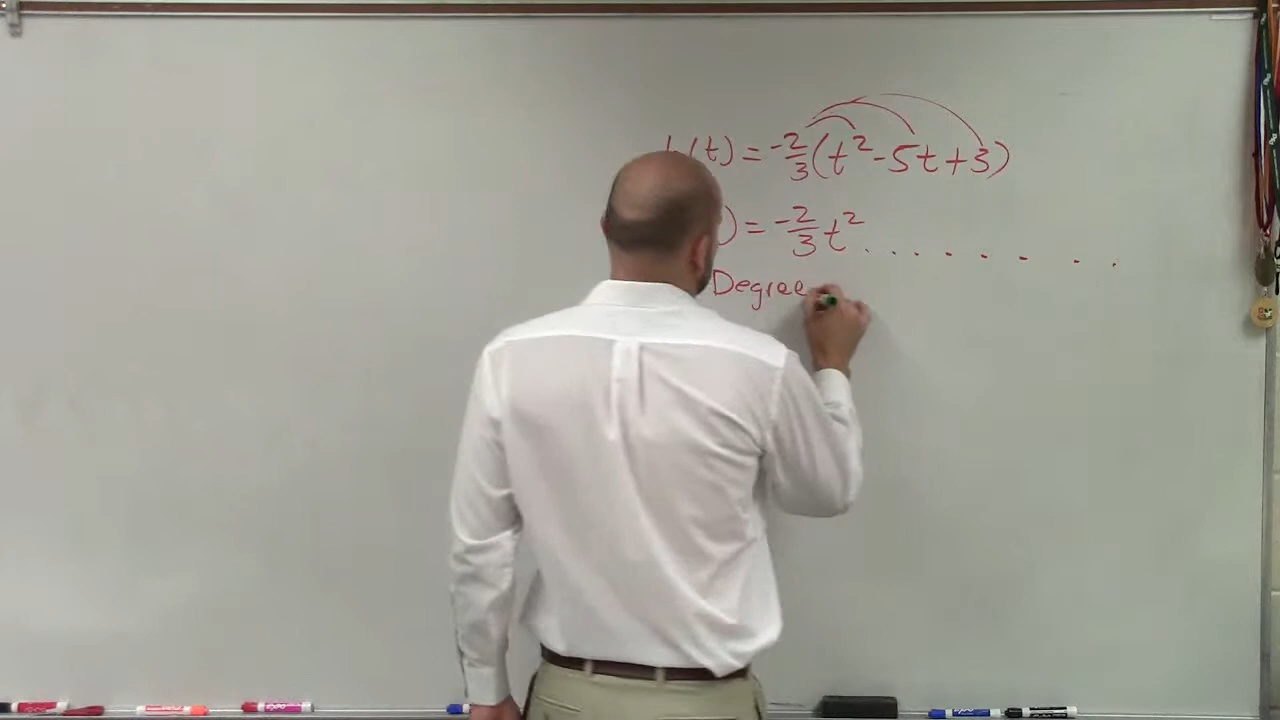 (t) = -2/3(t² - 5t + 3)
) = -2/3 t² . . . . . . . . .
Degree